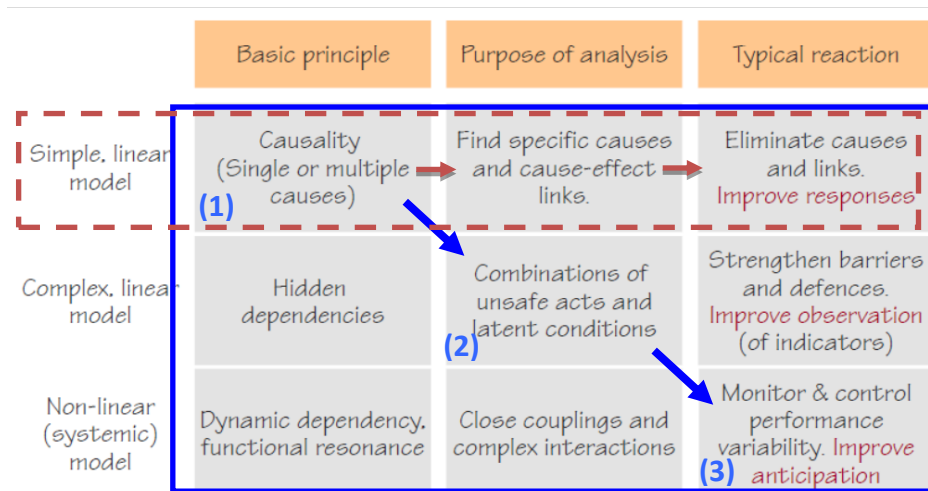 Basic principle
Purpose of analysis
Typical reaction
Simple, linear
model
Causality
(Single or multiple
causes)
(1)
Find specific causes
and cause-effect
links.
Eliminate causes
and links.
Improve responses
Complex, linear
model
Hidden
dependencies
Combinations of
unsafe acts and
latent conditions
(2)
Strengthen barriers
and defences.
Improve observation
(of indicators)
Non-linear
(systemic)
model
Dynamic dependency,
functional resonance
Close couplings and
complex interactions
Monitor & control
performance
variability. Improve
anticipation
(3)